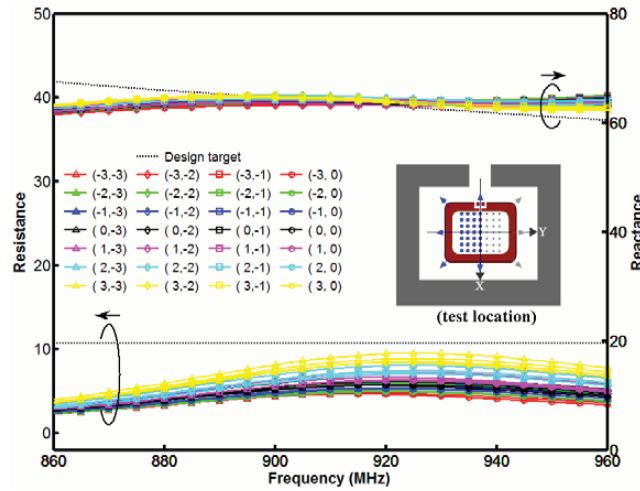 50
40
30
20
10
0
Resistance
80
60
40
20
0
Reactance
Design target
(-3,-3) (-3,-2) (-3,-1) (-3, 0)
(-2,-3) (-2,-2) (-2,-1) (-2, 0)
(-1,-3) (-1,-2) (-1,-1) (-1, 0)
( 0,-3) ( 0,-2) ( 0,-1) ( 0, 0)
( 1,-3) ( 1,-2) ( 1,-1) ( 1, 0)
( 2,-3) ( 2,-2) ( 2,-1) ( 2, 0)
( 3,-3) ( 3,-2) ( 3,-1) ( 3, 0)
Y
X
(test location)
860 880 900 920 940 960
Frequency (MHz)